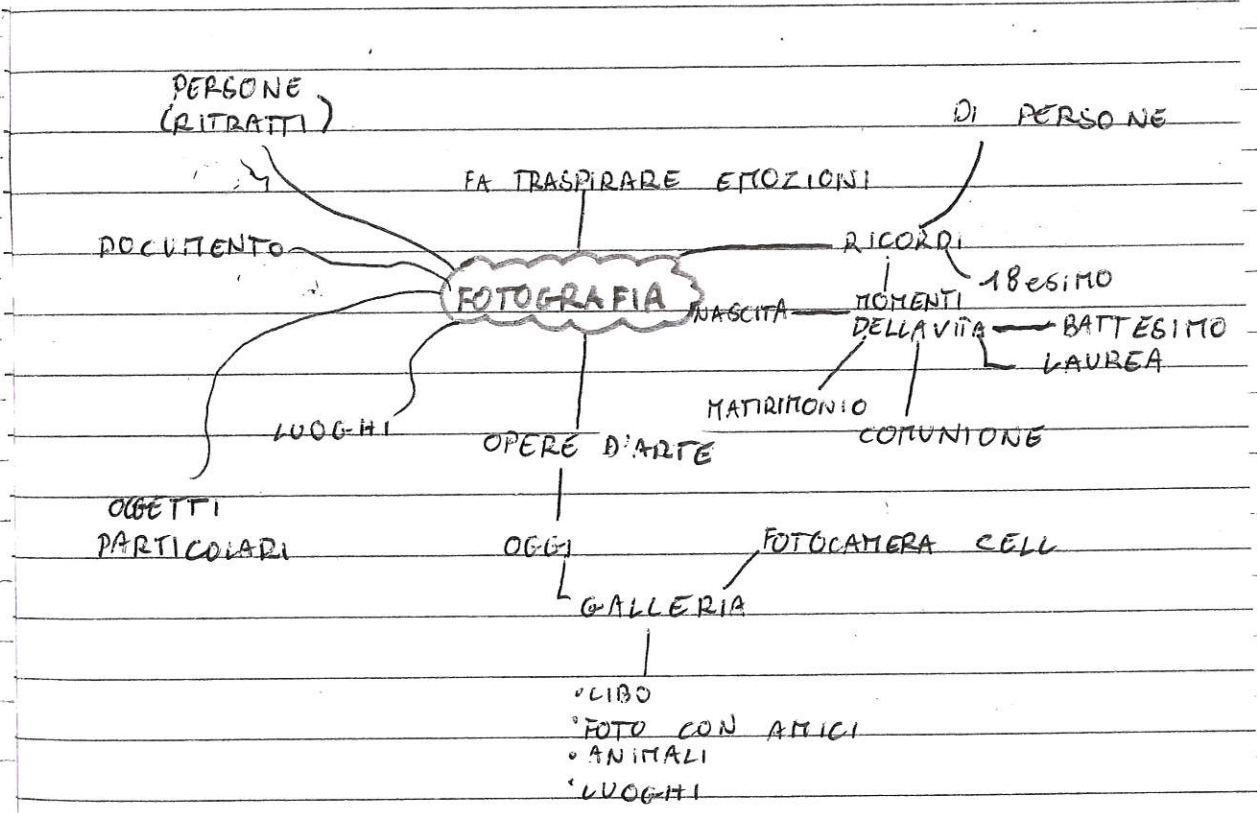 PERSONE
(RITRATTI)
DI PERSONE
FA TRASPIRARE EMOZIONI
DOCUMENTO
RICORDI
18esimo
FOTOGRAFIA
NASCITA
MOMENTI
DELLA VITA
BATTESIMO
LAUREA
MATRIMONIO
COMUNIONE
LUOGHI
OPERE D'ARTE
OGGETTI
PARTICOLARI
OGGI
FOTOCAMERA CELL
GALLERIA
• CIBO
• FOTO CON AMICI
• ANIMALI
• LUOGHI